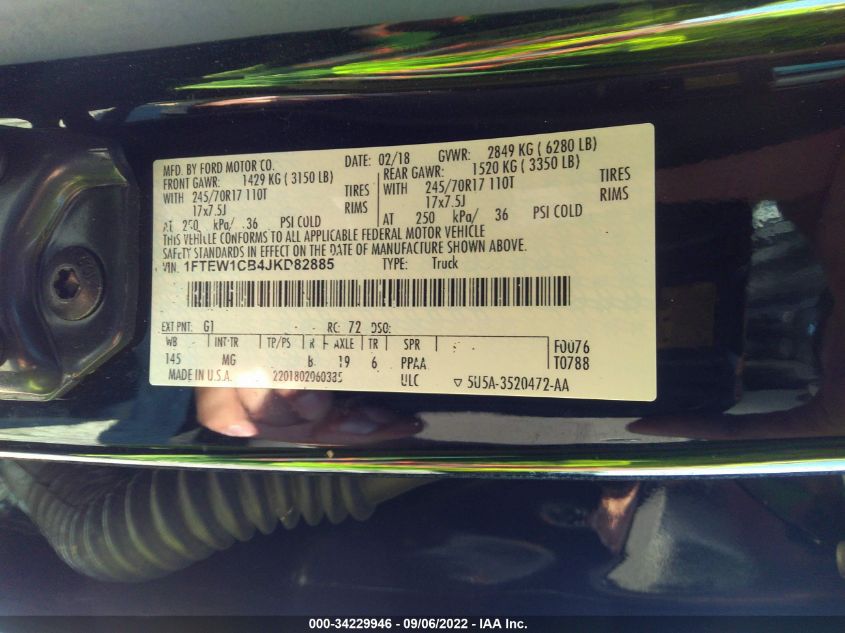 MFD. BY FORD MOTOR CO. DATE: 02/18 GVWR: 2849 KG ( 6280 LB)
FRONT GAWR: 1429 KG ( 3150 LB) REAR GAWR: 1520 KG ( 3350 LB)
WITH 245/70R17 110T TIRES WITH 245/70R17 110T TIRES
17x7.5J RIMS 17x7.5J RIMS
AT 250 kPa/ 36 PSI COLD AT 250 kPa/ 36 PSI COLD
THIS VEHICLE CONFORMS TO ALL APPLICABLE FEDERAL MOTOR VEHICLE
SAFETY STANDARDS IN EFFECT ON THE DATE OF MANUFACTURE SHOWN ABOVE.
VIN: 1FTEW1CB4JKD82885 TYPE: Truck
EXT PNT: G1 RC: 72 DSO:
WB INT TR TP/PS R AXLE TR SPR F0076
145 MG B 19 6 PPAA T0788
MADE IN U.S.A. 2201802060335 ULC ▽ 5U5A-3520472-AA
000-34229946 - 09/06/2022 - IAA Inc.